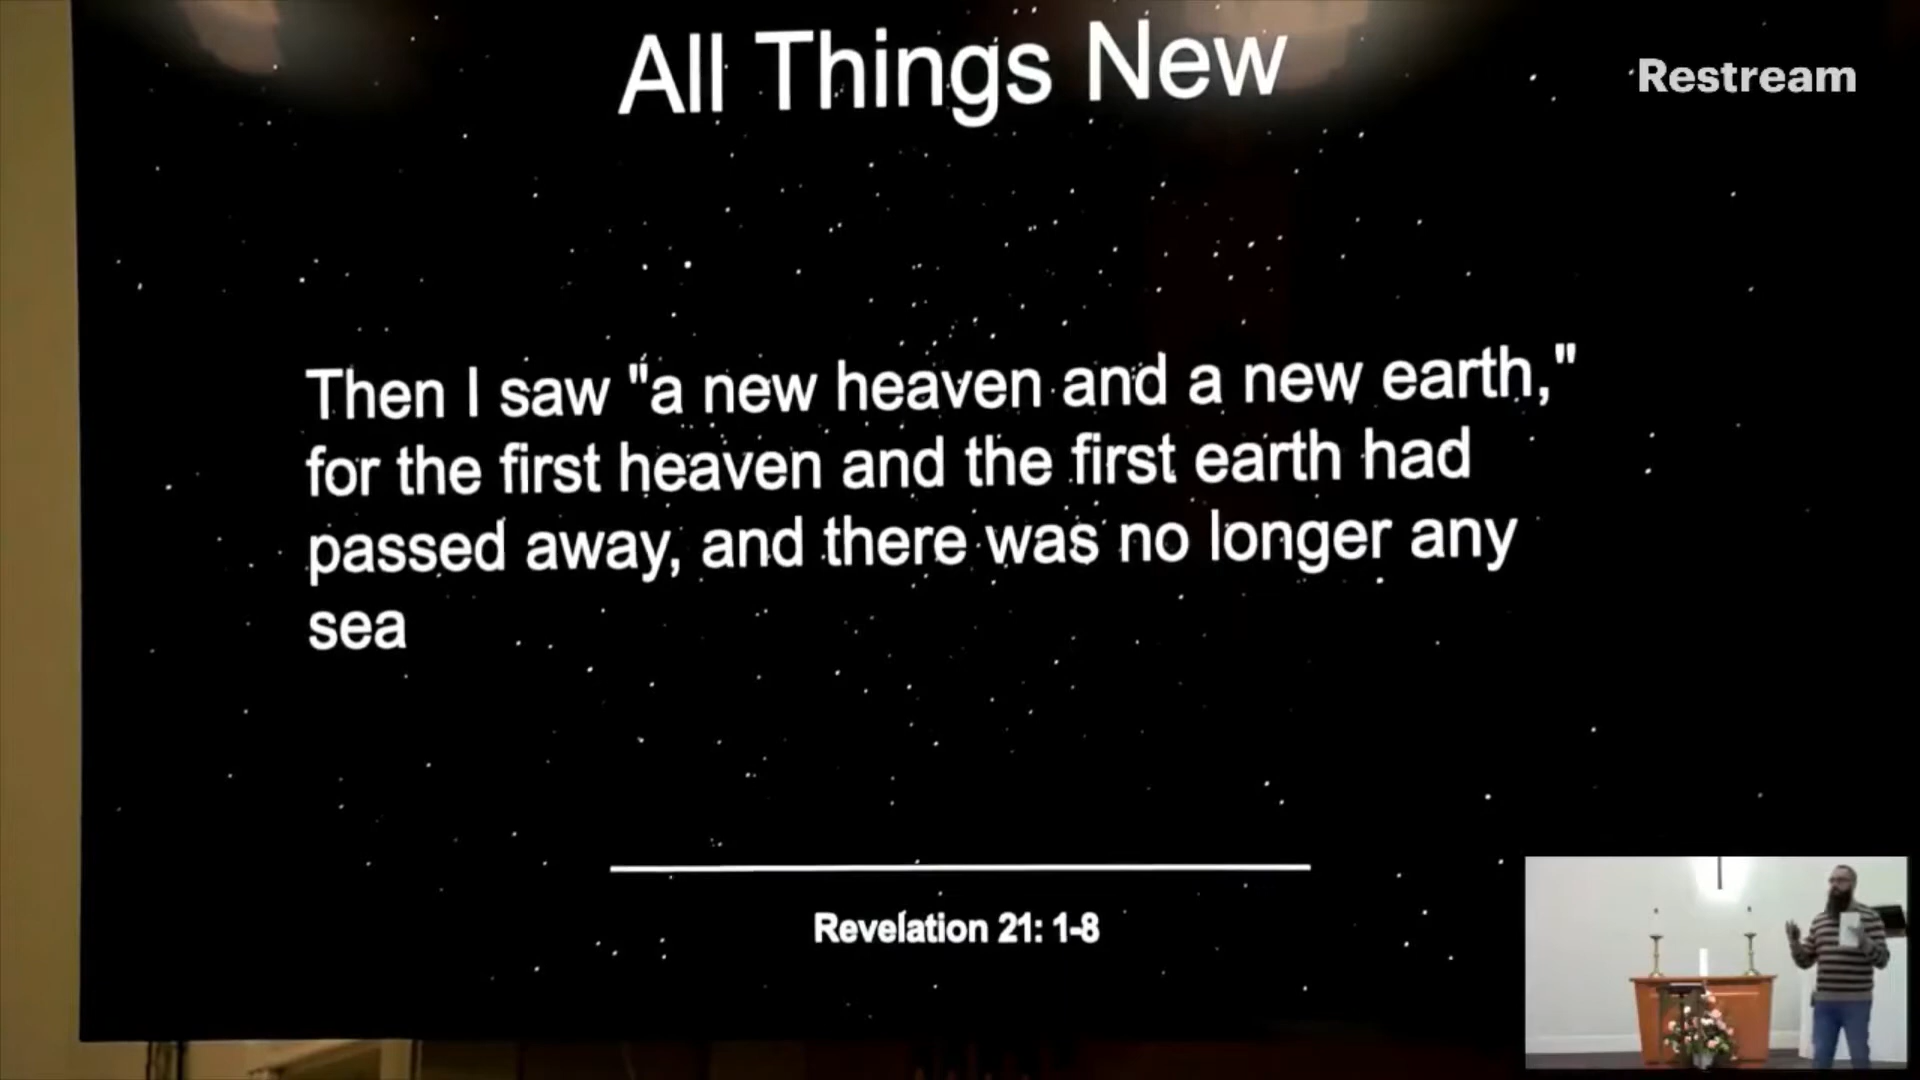 All Things New
Restream
Then I saw "a new heaven and a new earth,"
for the first heaven and the first earth had
passed away, and there was no longer any
sea
Revelation 21: 1-8